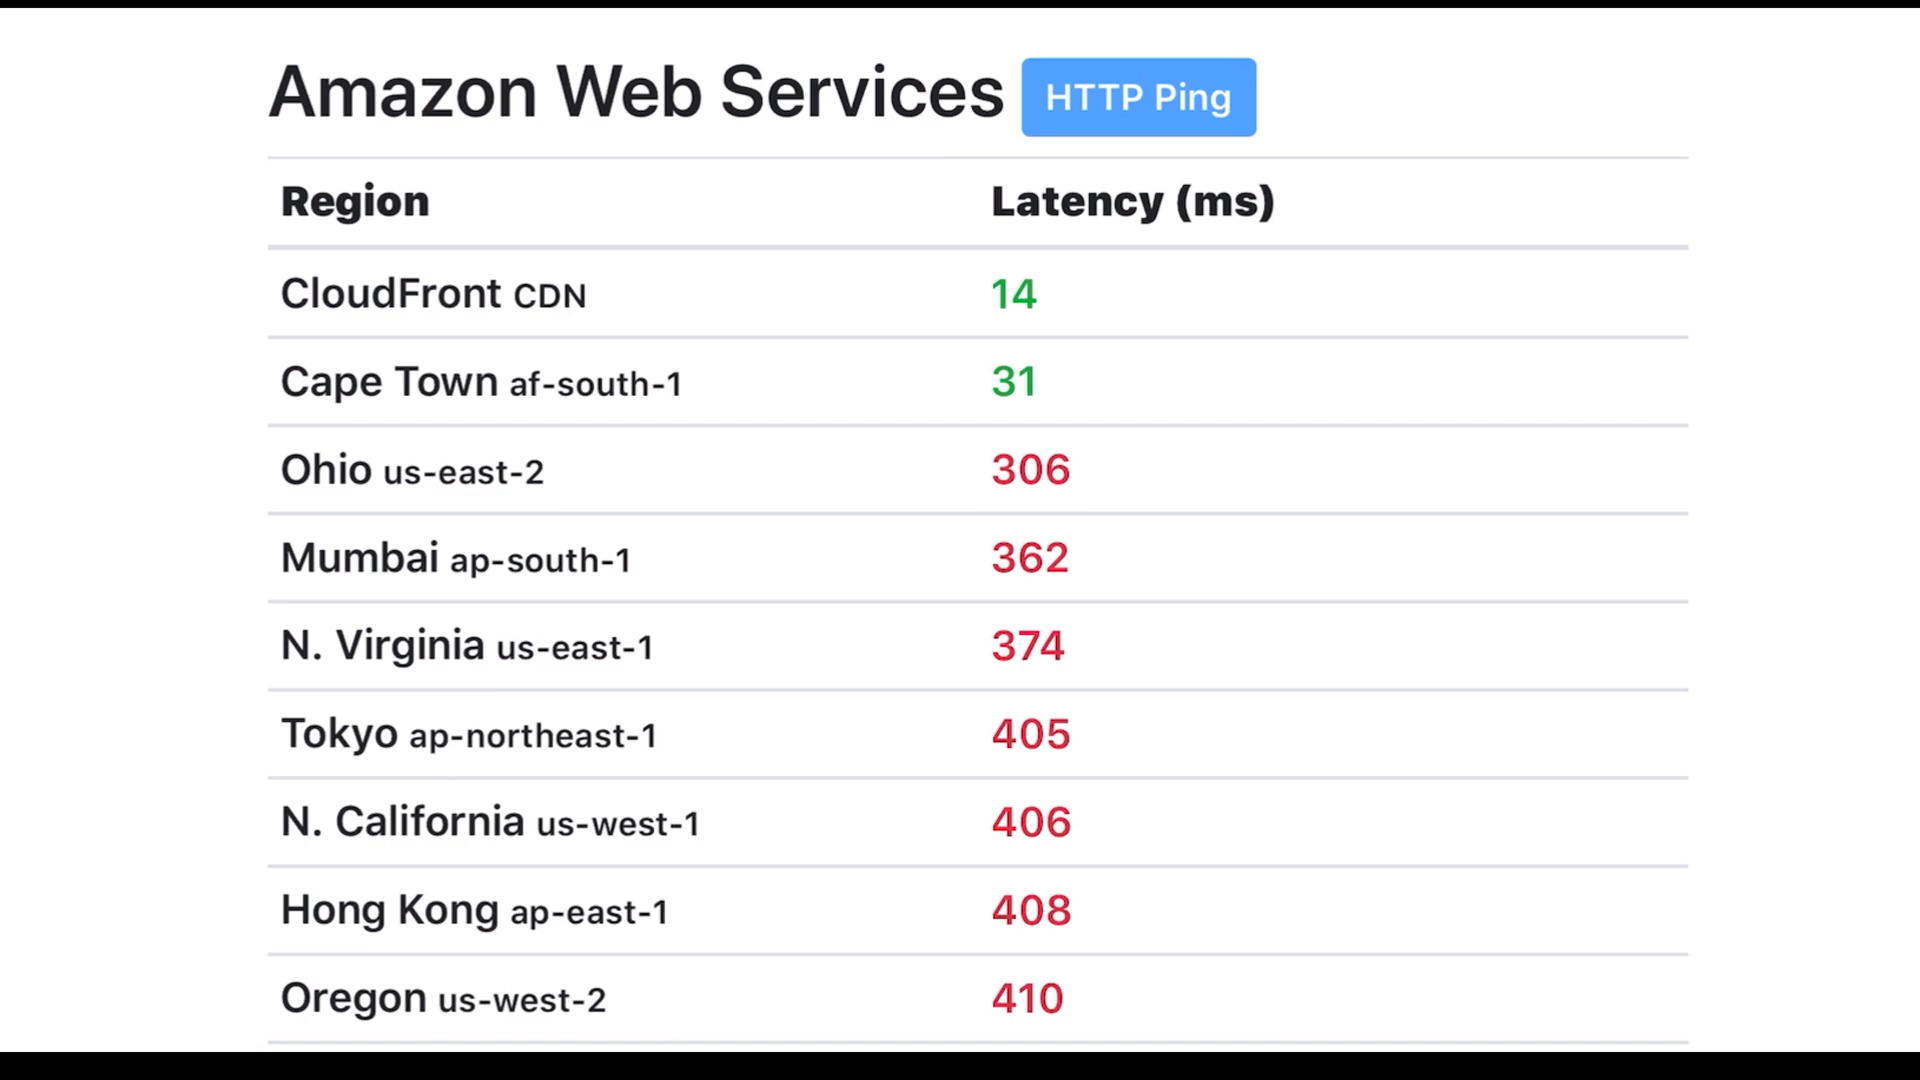 Amazon Web Services HTTP Ping
Region Latency (ms)
CloudFront CDN 14
Cape Town af-south-1 31
Ohio us-east-2 306
Mumbai ap-south-1 362
N. Virginia us-east-1 374
Tokyo ap-northeast-1 405
N. California us-west-1 406
Hong Kong ap-east-1 408
Oregon us-west-2 410